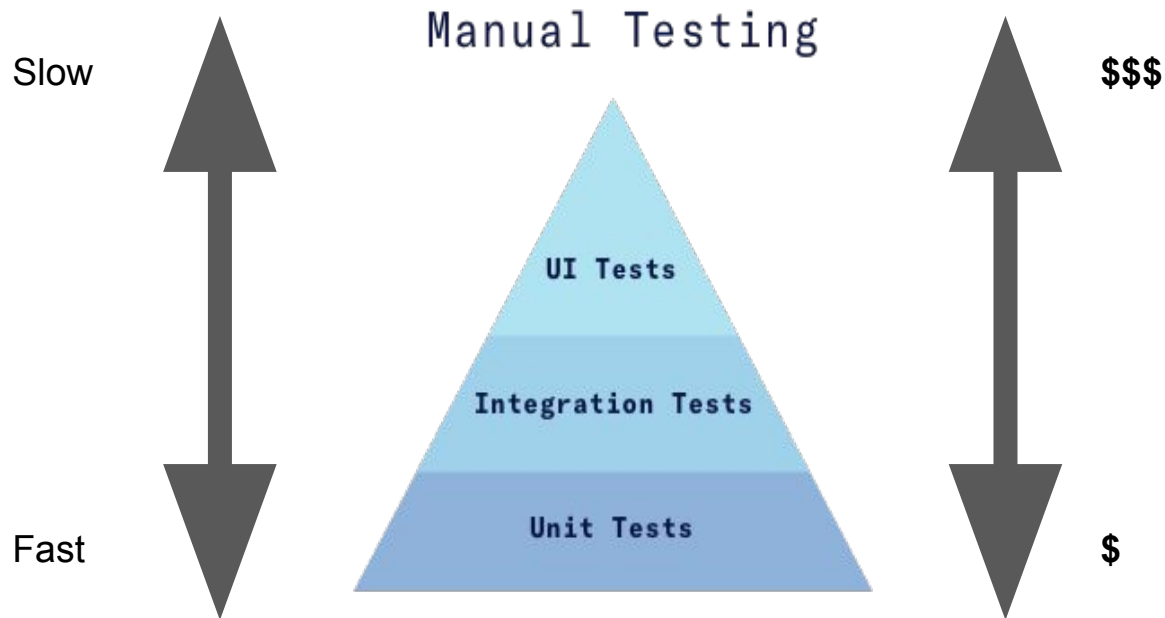 Manual Testing
Slow
$$$
UI Tests
Integration Tests
Unit Tests
Fast
$